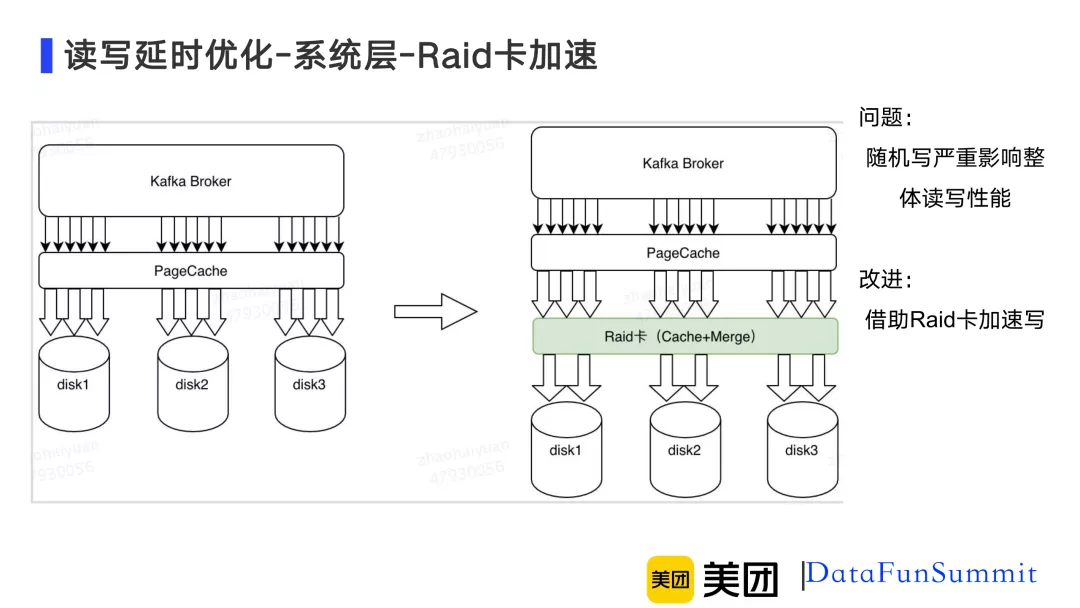 读写延时优化-系统层-Raid卡加速
Kafka Broker
PageCache
disk1
disk2
disk3
Kafka Broker
PageCache
Raid卡（Cache+Merge）
disk1
disk2
disk3
问题：
随机写严重影响整
体读写性能
改进：
借助Raid卡加速写
zhaohaiyuan
47930056
美团 美团
DataFunSummit